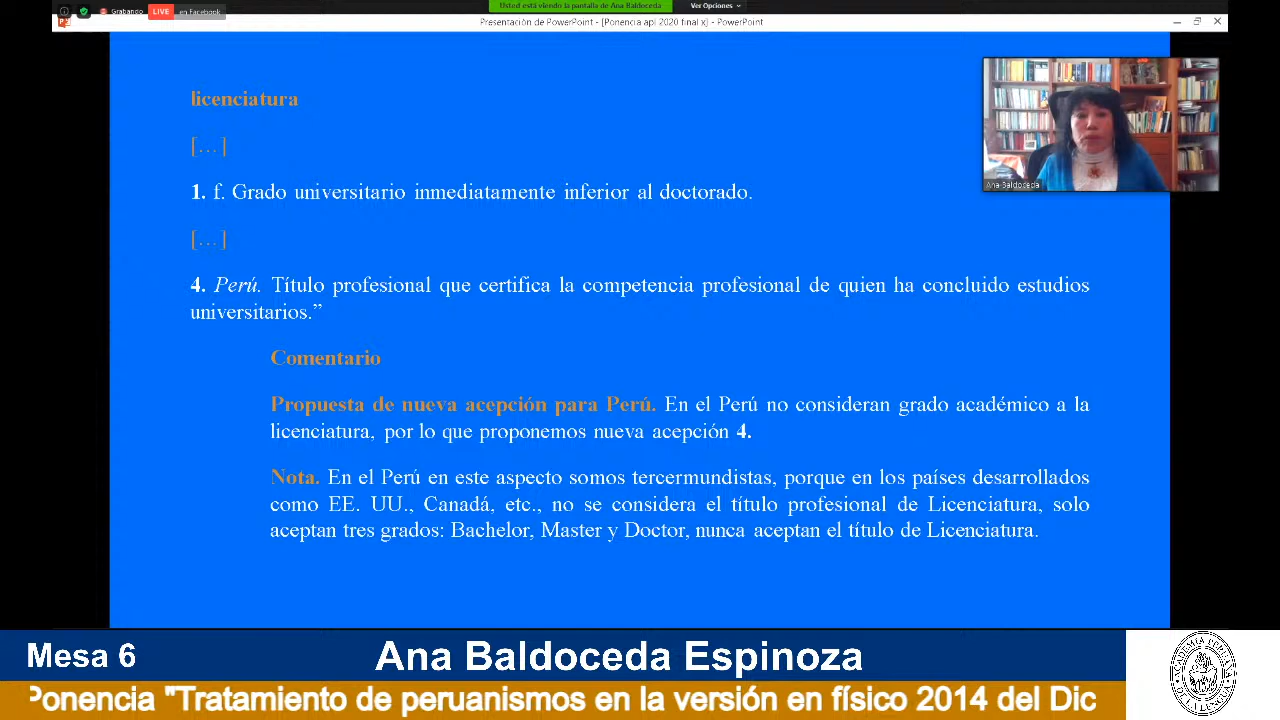 Grabando
LIVE
en Facebook
Usted está viendo la pantalla de Ana Baldoceda
Ver Opciones
Presentación de PowerPoint - [Ponencia apl 2020 final x] - PowerPoint
licenciatura
[…]
1. f. Grado universitario inmediatamente inferior al doctorado.
[…]
4. Perú. Título profesional que certifica la competencia profesional de quien ha concluido estudios
universitarios.”
Comentario
Propuesta de nueva acepción para Perú. En el Perú no consideran grado académico a la
licenciatura, por lo que proponemos nueva acepción 4.
Nota. En el Perú en este aspecto somos tercermundistas, porque en los países desarrollados
como EE. UU., Canadá, etc., no se considera el título profesional de Licenciatura, solo
aceptan tres grados: Bachelor, Master y Doctor, nunca aceptan el título de Licenciatura.
Ana Baldoceda
Mesa 6
Ana Baldoceda Espinoza
Ponencia "Tratamiento de peruanismos en la versión en físico 2014 del Dic
ACADEMIA PERUANA DE LA LENGUA